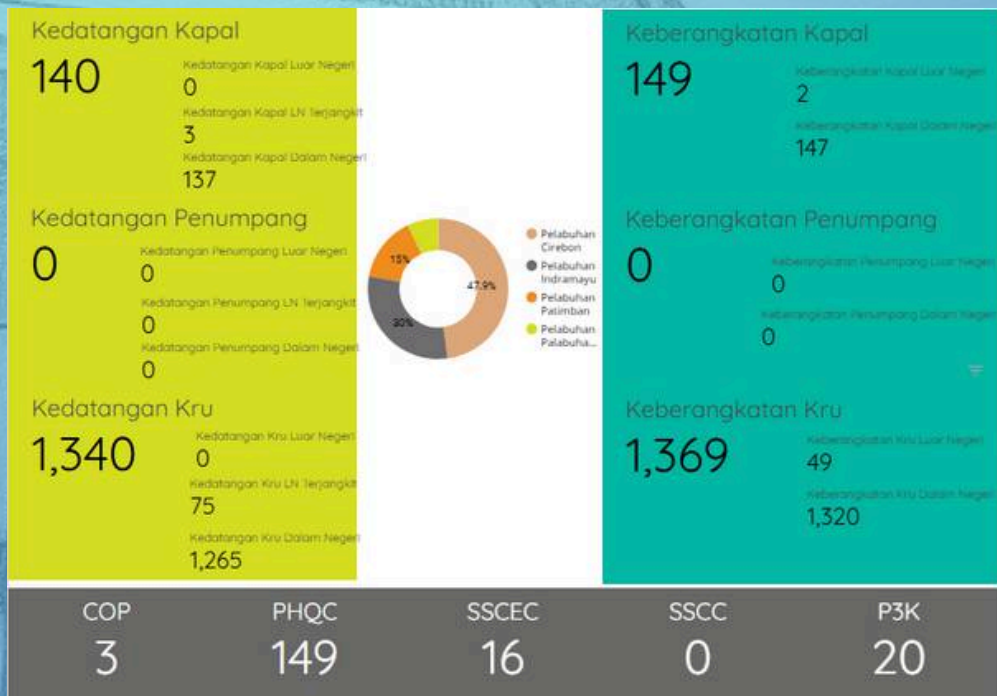 Kedatangan Kapal
140
Kedatangan Kapal Luar Negeri
0
Kedatangan Kapal LN Terjangkit
3
Kedatangan Kapal Dalam Negeri
137
Kedatangan Penumpang
0
Kedatangan Penumpang Luar Negeri
0
Kedatangan Penumpang LN Terjangkit
0
Kedatangan Penumpang Dalam Negeri
0
Kedatangan Kru
1,340
Kedatangan Kru Luar Negeri
0
Kedatangan Kru LN Terjangkit
75
Kedatangan Kru Dalam Negeri
1,265
15%
47.9%
30%
Pelabuhan
Cirebon
Pelabuhan
Indramayu
Pelabuhan
Patimban
Pelabuhan
Palabuha...
Keberangkatan Kapal
149
Keberangkatan Kapal Luar Negeri
2
Keberangkatan Kapal Dalam Negeri
147
Keberangkatan Penumpang
0
Keberangkatan Penumpang Luar Negeri
0
Keberangkatan Penumpang Dalam Negeri
0
Keberangkatan Kru
1,369
Keberangkatan Kru Luar Negeri
49
Keberangkatan Kru Dalam Negeri
1,320
COP
3
PHQC
149
SSCEC
16
SSCC
0
P3K
20